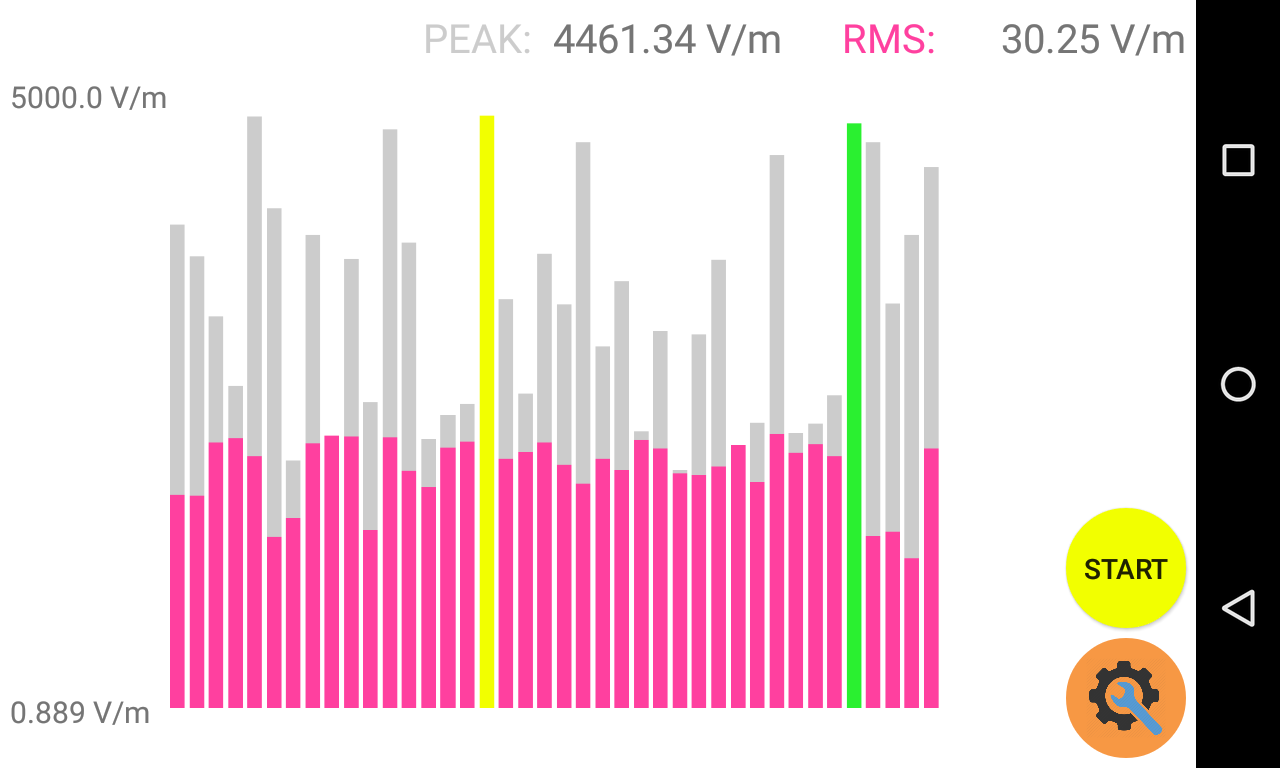 PEAK: 4461.34 V/m RMS: 30.25 V/m
5000.0 V/m
START
0.889 V/m